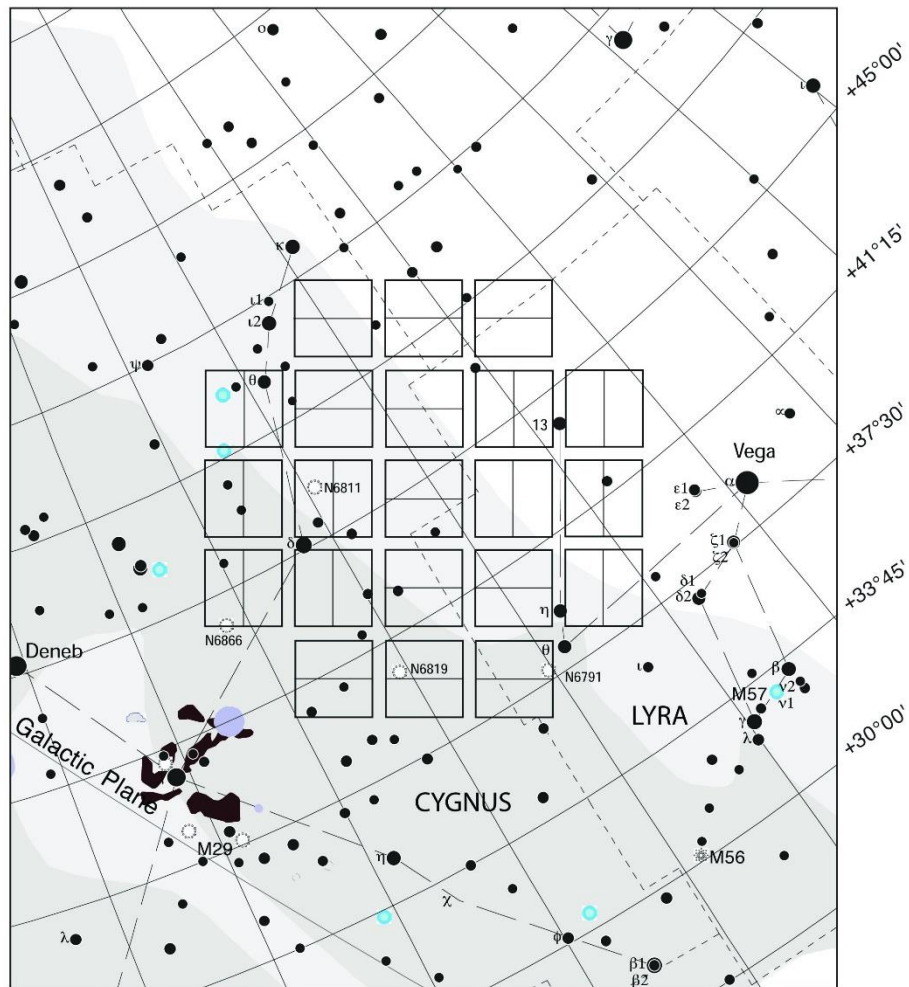 ο
γ
ι
+45°00'
κ
+41°15'
ι1
ι2
ψ
θ
13
α
+37°30'
Vega
α
ε1
ε2
N6811
δ
ζ1
ζ2
+33°45'
δ1
δ2
η
N6866
Deneb
θ
N6819
N6791
ι
β
ν2
ν1
M57
LYRA
γ
λ
+30°00'
Galactic Plane
CYGNUS
M29
η
M56
χ
φ
λ
β1
β2